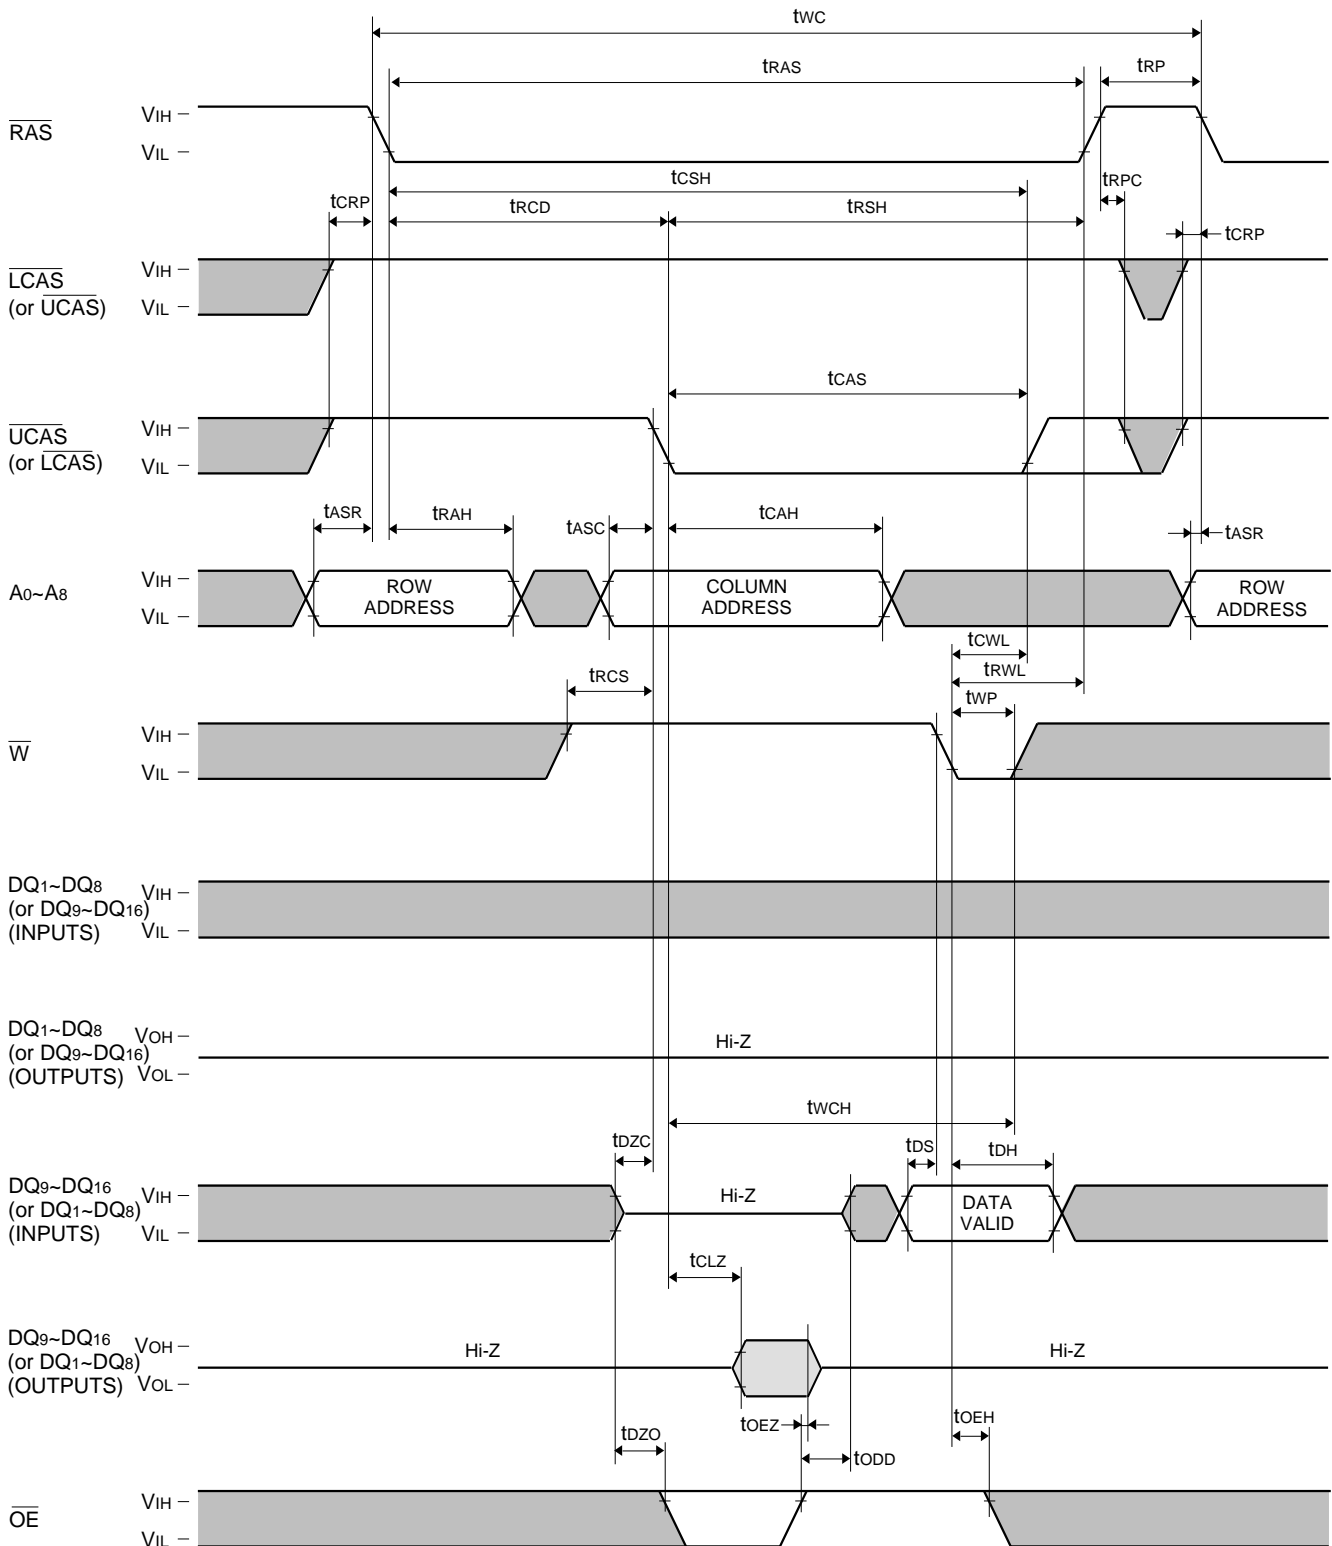 tWC
tRAS
tRP
RAS
VIH
VIL
tCSH
tCRP
tRCD
tRSH
tRPC
tCRP
LCAS
(or UCAS)
VIH
VIL
tCAS
UCAS
(or LCAS)
VIH
VIL
tASR
tRAH
tASC
tCAH
tASR
A0~A8
VIH
VIL
ROW
ADDRESS
COLUMN
ADDRESS
ROW
ADDRESS
tCWL
tRWL
tRCS
tWP
W
VIH
VIL
DQ1~DQ8
(or DQ9~DQ16)
(INPUTS)
VIH
VIL
DQ1~DQ8
(or DQ9~DQ16)
(OUTPUTS)
VOH
VOL
Hi-Z
tWCH
tDZC
tDS
tDH
DQ9~DQ16
(or DQ1~DQ8)
(INPUTS)
VIH
VIL
Hi-Z
DATA
VALID
tCLZ
DQ9~DQ16
(or DQ1~DQ8)
(OUTPUTS)
VOH
VOL
Hi-Z
Hi-Z
tDZO
tOEZ
tODD
tOEH
OE
VIH
VIL